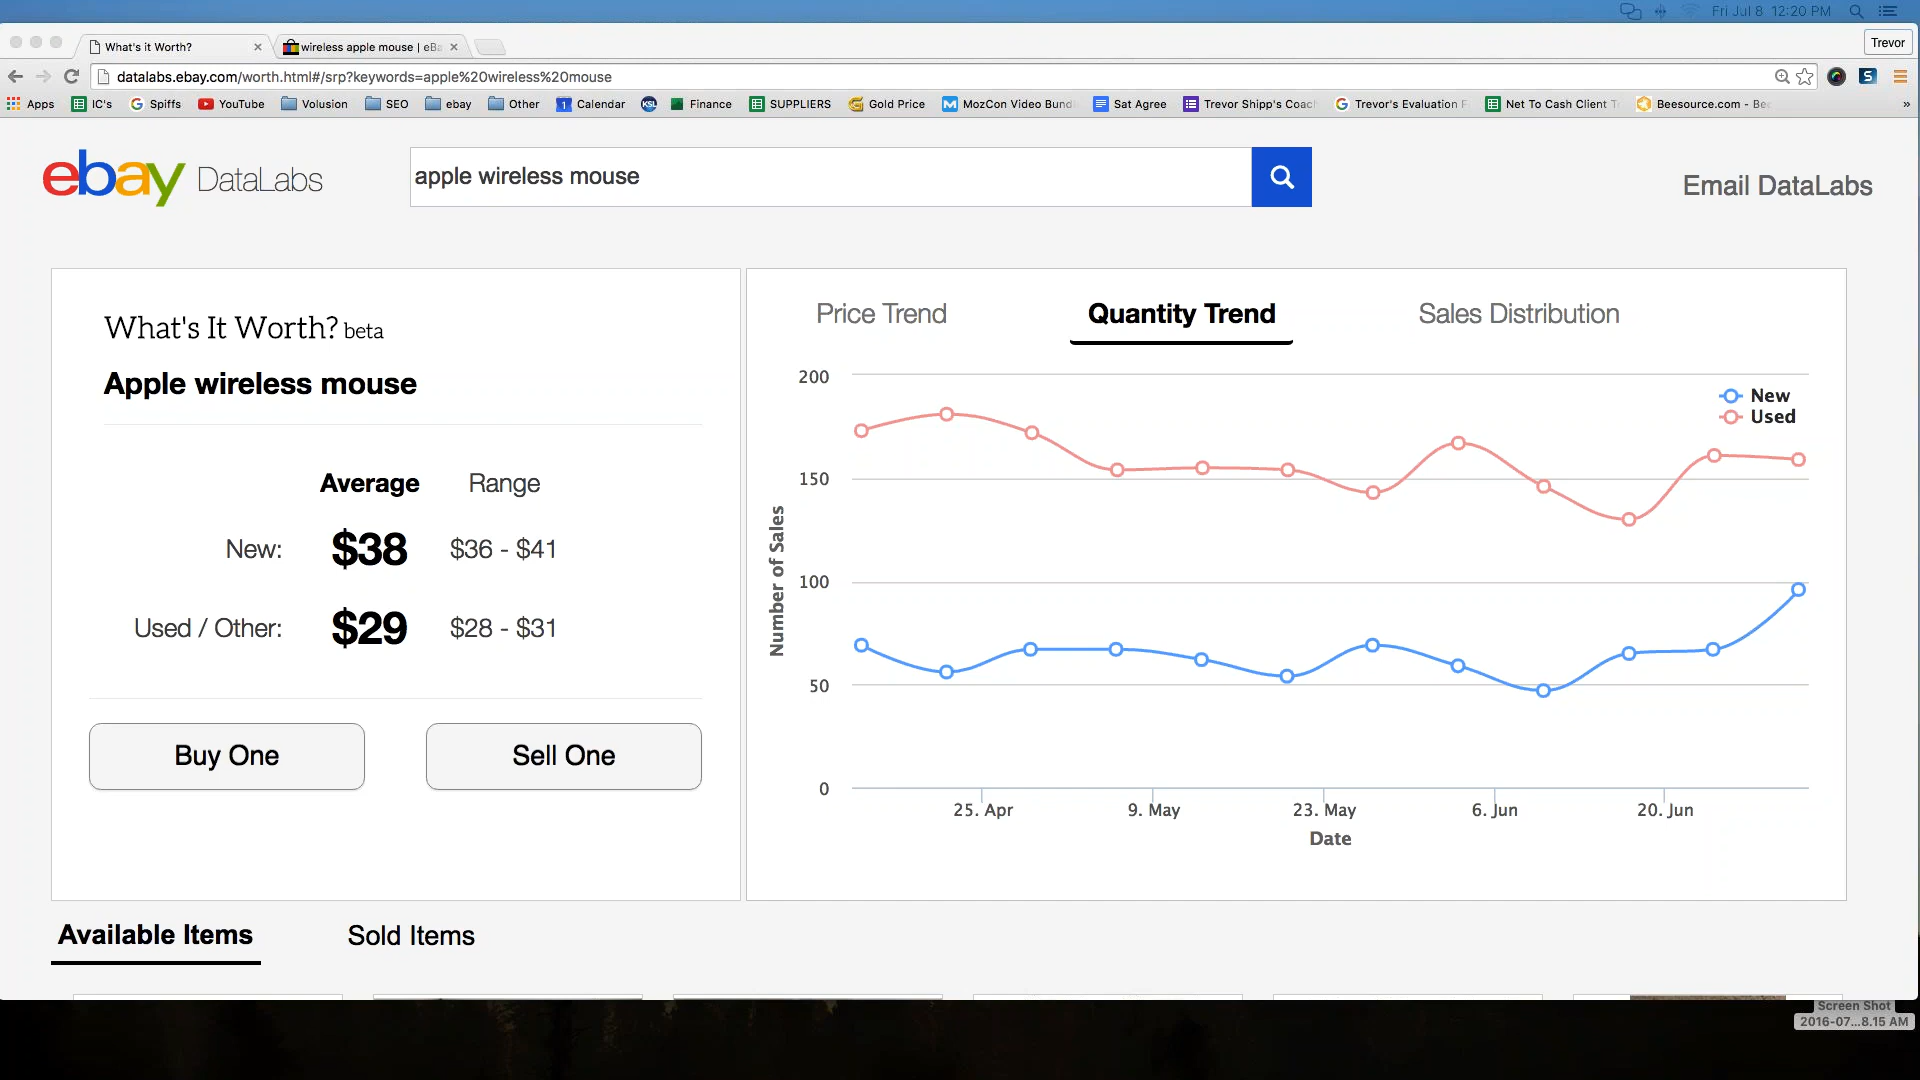 Fri Jul 8 12:20 PM
What's it Worth?
wireless apple mouse | eBa
Trevor
datalabs.ebay.com/worth.html#/srp?keywords=apple%20wireless%20mouse
Apps IC's Spiffs YouTube Volusion SEO ebay Other 1 Calendar KSL Finance SUPPLIERS Gold Price MozCon Video Bund Sat Agree Trevor Shipp's Coac Trevor's Evaluation F Net To Cash Client T Beesource.com - Bee »
ebay DataLabs
apple wireless mouse
Email DataLabs
What's It Worth? beta
Apple wireless mouse
Average Range
New: $38 $36 - $41
Used / Other: $29 $28 - $31
Buy One Sell One
Price Trend Quantity Trend Sales Distribution
200
New
Used
150
Number of Sales
100
50
0
25. Apr 9. May 23. May 6. Jun 20. Jun
Date
Available Items Sold Items
Screen Shot
2016-07...8.15 AM